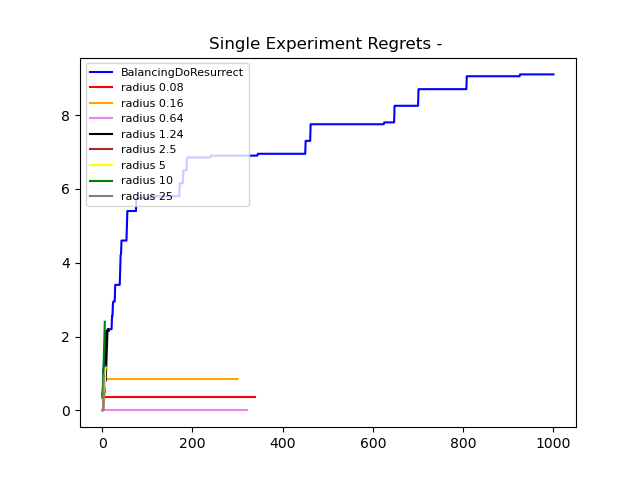 Single Experiment Regrets -
BalancingDoResurrect
radius 0.08
radius 0.16
radius 0.64
radius 1.24
radius 2.5
radius 5
radius 10
radius 25
8
6
4
2
0
0 200 400 600 800 1000